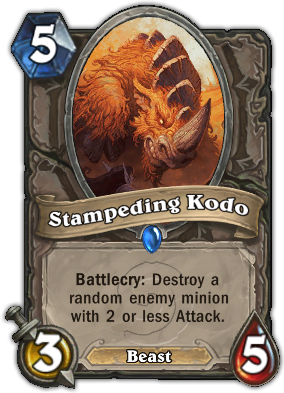 5
Stampeding Kodo
Battlecry: Destroy a
random enemy minion
with 2 or less Attack.
3
Beast
5